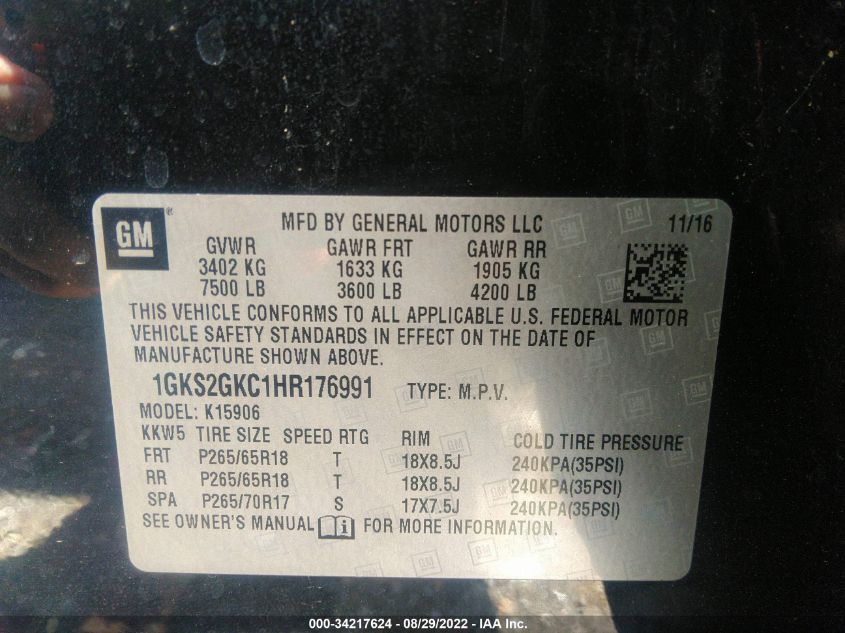 GM ®
MFD BY GENERAL MOTORS LLC 11/16
GVWR GAWR FRT GAWR RR
3402 KG 1633 KG 1905 KG
7500 LB 3600 LB 4200 LB
THIS VEHICLE CONFORMS TO ALL APPLICABLE U.S. FEDERAL MOTOR
VEHICLE SAFETY STANDARDS IN EFFECT ON THE DATE OF
MANUFACTURE SHOWN ABOVE.
1GKS2GKC1HR176991 TYPE: M.P.V.
MODEL: K15906
KKW5 TIRE SIZE SPEED RTG RIM COLD TIRE PRESSURE
FRT P265/65R18 T 18X8.5J 240KPA(35PSI)
RR P265/65R18 T 18X8.5J 240KPA(35PSI)
SPA P265/70R17 S 17X7.5J 240KPA(35PSI)
SEE OWNER'S MANUAL i FOR MORE INFORMATION.
000-34217624 - 08/29/2022 - IAA Inc.